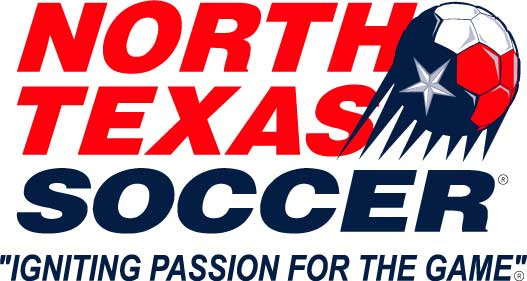 NORTH
TEXAS
SOCCER®
"IGNITING PASSION FOR THE GAME"®